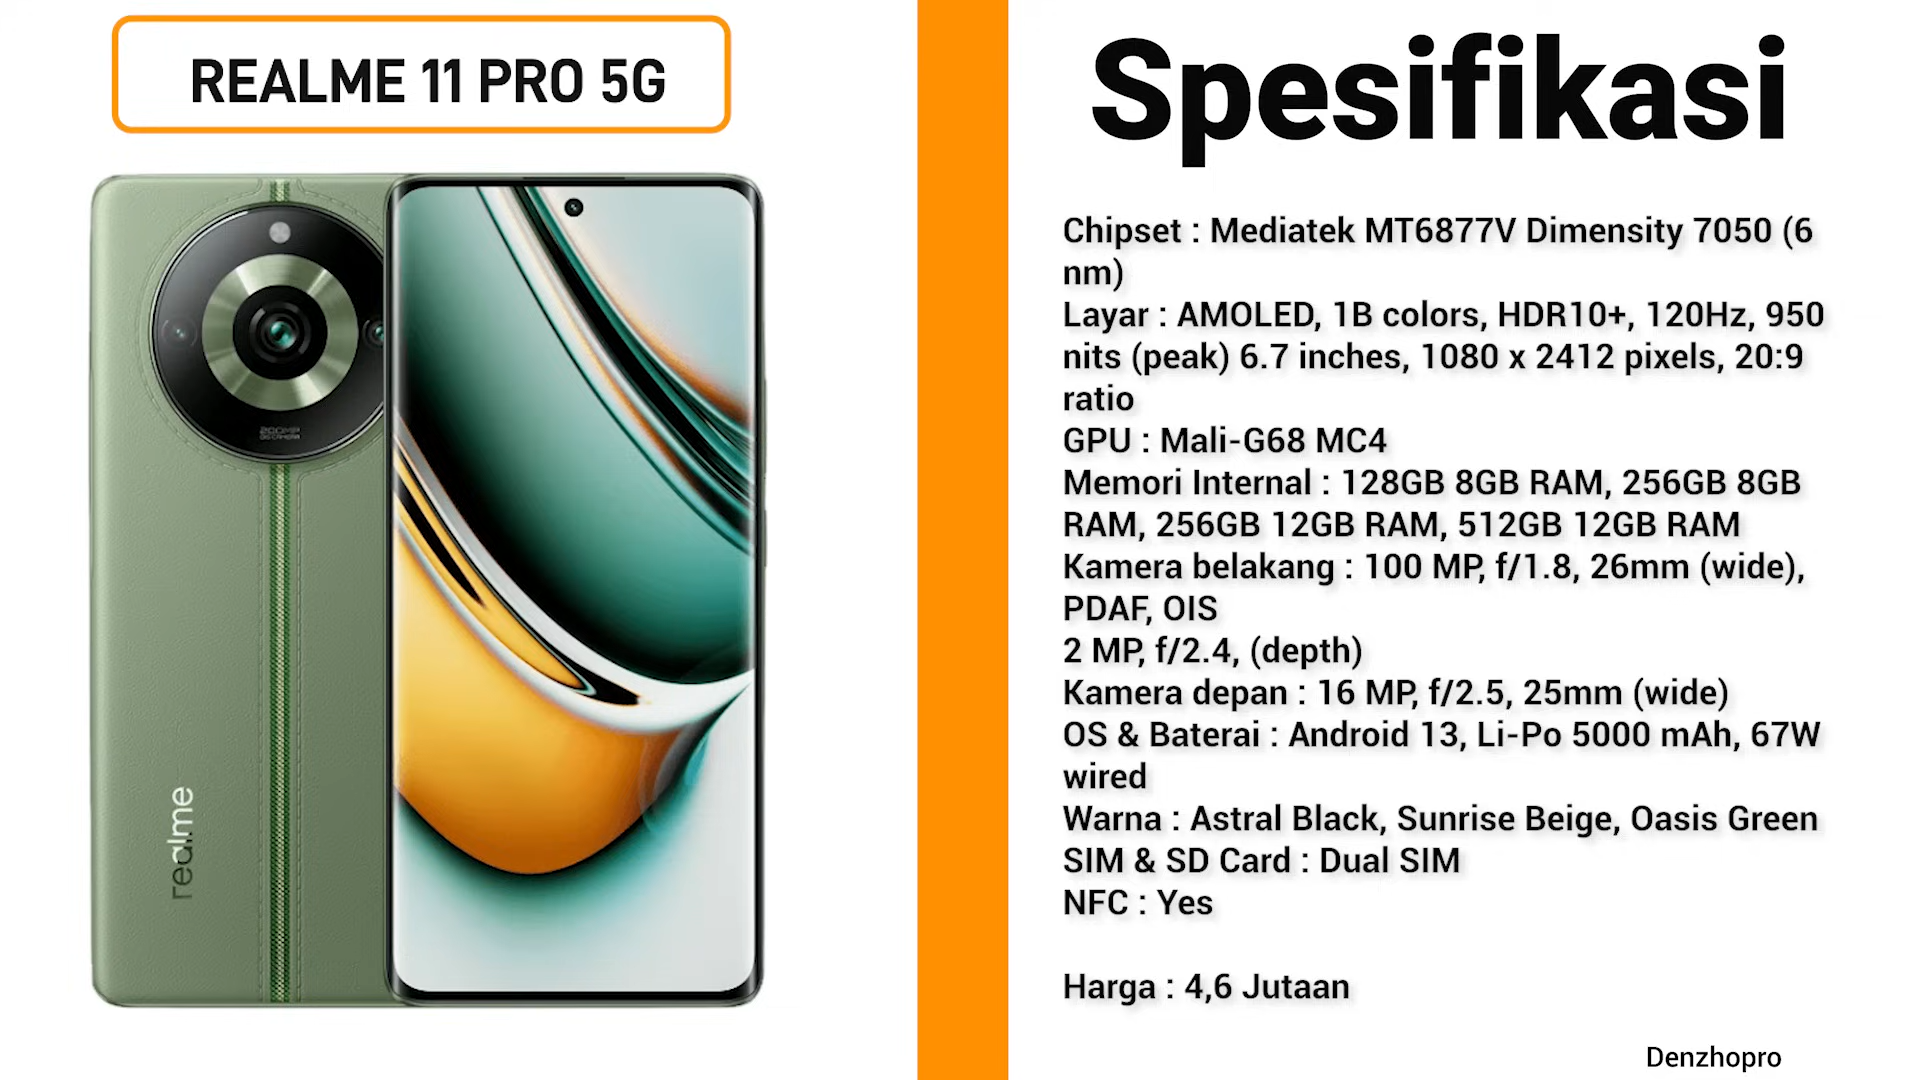 REALME 11 PRO 5G
200MP
OIS CAMERA
realme
Spesifikasi
Chipset : Mediatek MT6877V Dimensity 7050 (6
nm)
Layar : AMOLED, 1B colors, HDR10+, 120Hz, 950
nits (peak) 6.7 inches, 1080 x 2412 pixels, 20:9
ratio
GPU : Mali-G68 MC4
Memori Internal : 128GB 8GB RAM, 256GB 8GB
RAM, 256GB 12GB RAM, 512GB 12GB RAM
Kamera belakang : 100 MP, f/1.8, 26mm (wide),
PDAF, OIS
2 MP, f/2.4, (depth)
Kamera depan : 16 MP, f/2.5, 25mm (wide)
OS & Baterai : Android 13, Li-Po 5000 mAh, 67W
wired
Warna : Astral Black, Sunrise Beige, Oasis Green
SIM & SD Card : Dual SIM
NFC : Yes
Harga : 4,6 Jutaan
Denzhopro